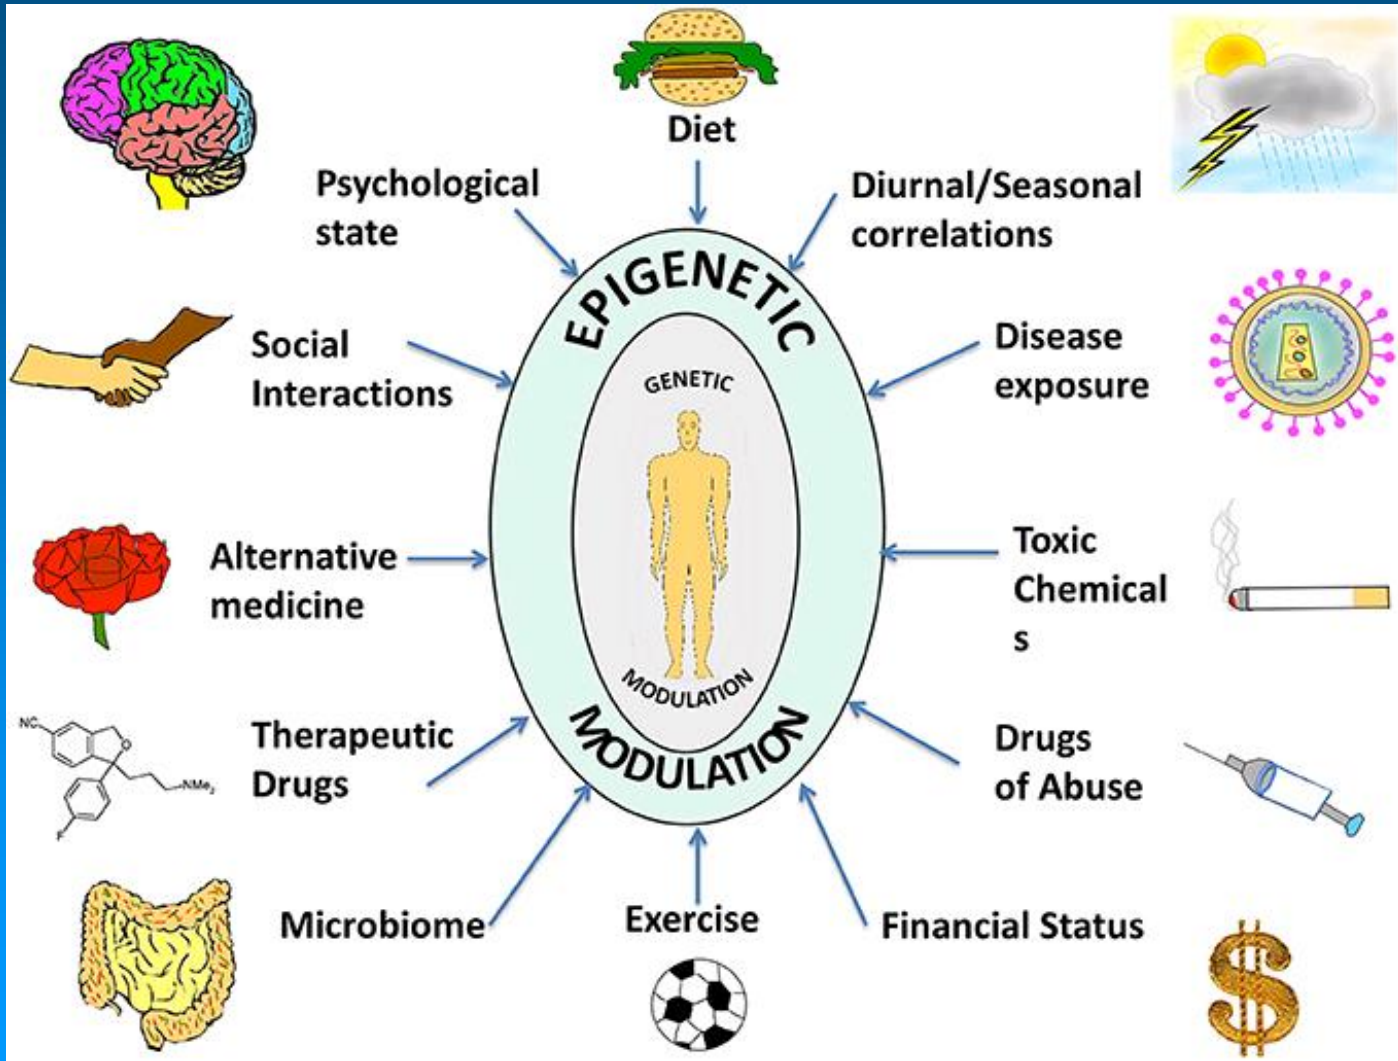 Diet
Psychological
state
Diurnal/Seasonal
correlations
EPIGENETIC
Social
Interactions
GENETIC
Disease
exposure
Alternative
medicine
Toxic
Chemical
s
MODULATION
MODULATION
Therapeutic
Drugs
NC
O
NMe2
F
Drugs
of Abuse
Microbiome
Exercise
Financial Status